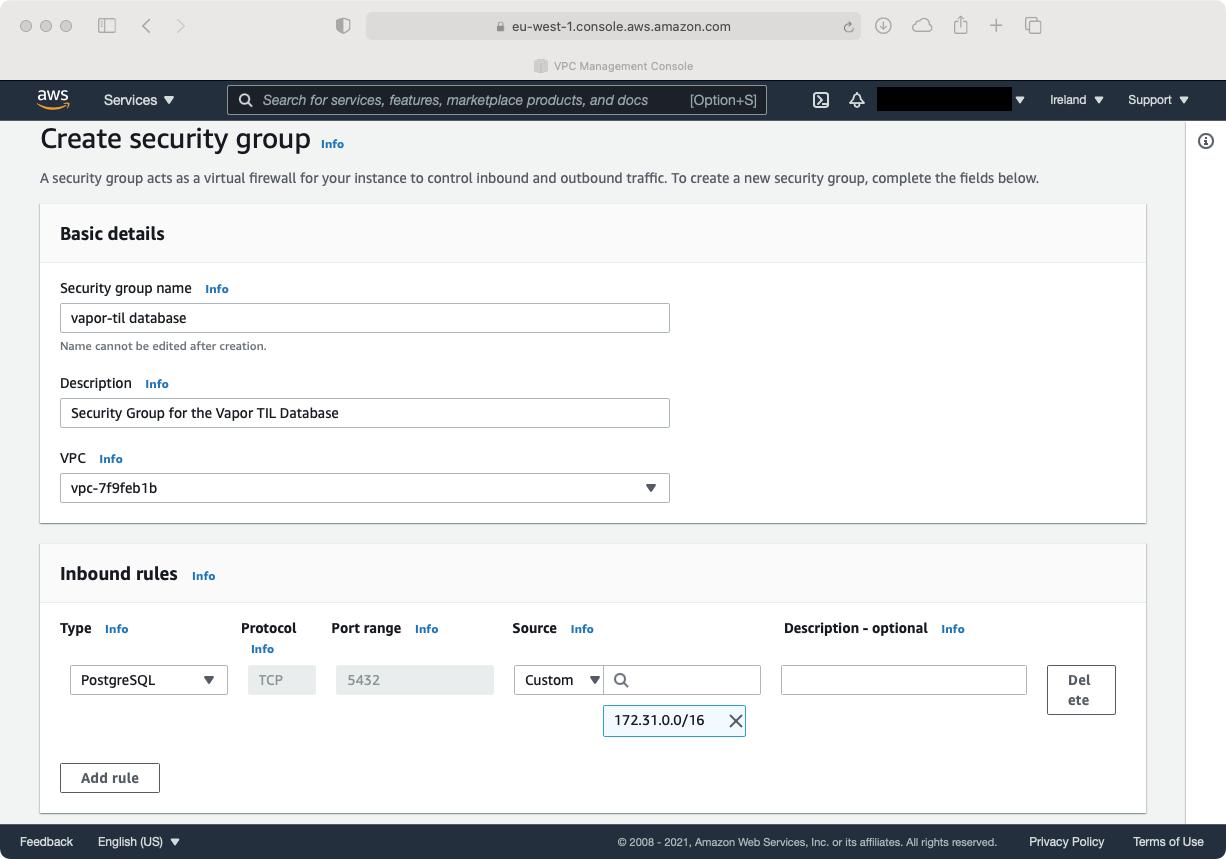 eu-west-1.console.aws.amazon.com
VPC Management Console
aws Services Search for services, features, marketplace products, and docs [Option+S] Ireland Support
Create security group Info
A security group acts as a virtual firewall for your instance to control inbound and outbound traffic. To create a new security group, complete the fields below.
Basic details
Security group name Info
vapor-til database
Name cannot be edited after creation.
Description Info
Security Group for the Vapor TIL Database
VPC Info
vpc-7f9feb1b
Inbound rules Info
Type Info Protocol Info Port range Info Source Info Description - optional Info
PostgreSQL TCP 5432 Custom Del
ete
172.31.0.0/16
Add rule
Feedback English (US) © 2008 - 2021, Amazon Web Services, Inc. or its affiliates. All rights reserved. Privacy Policy Terms of Use